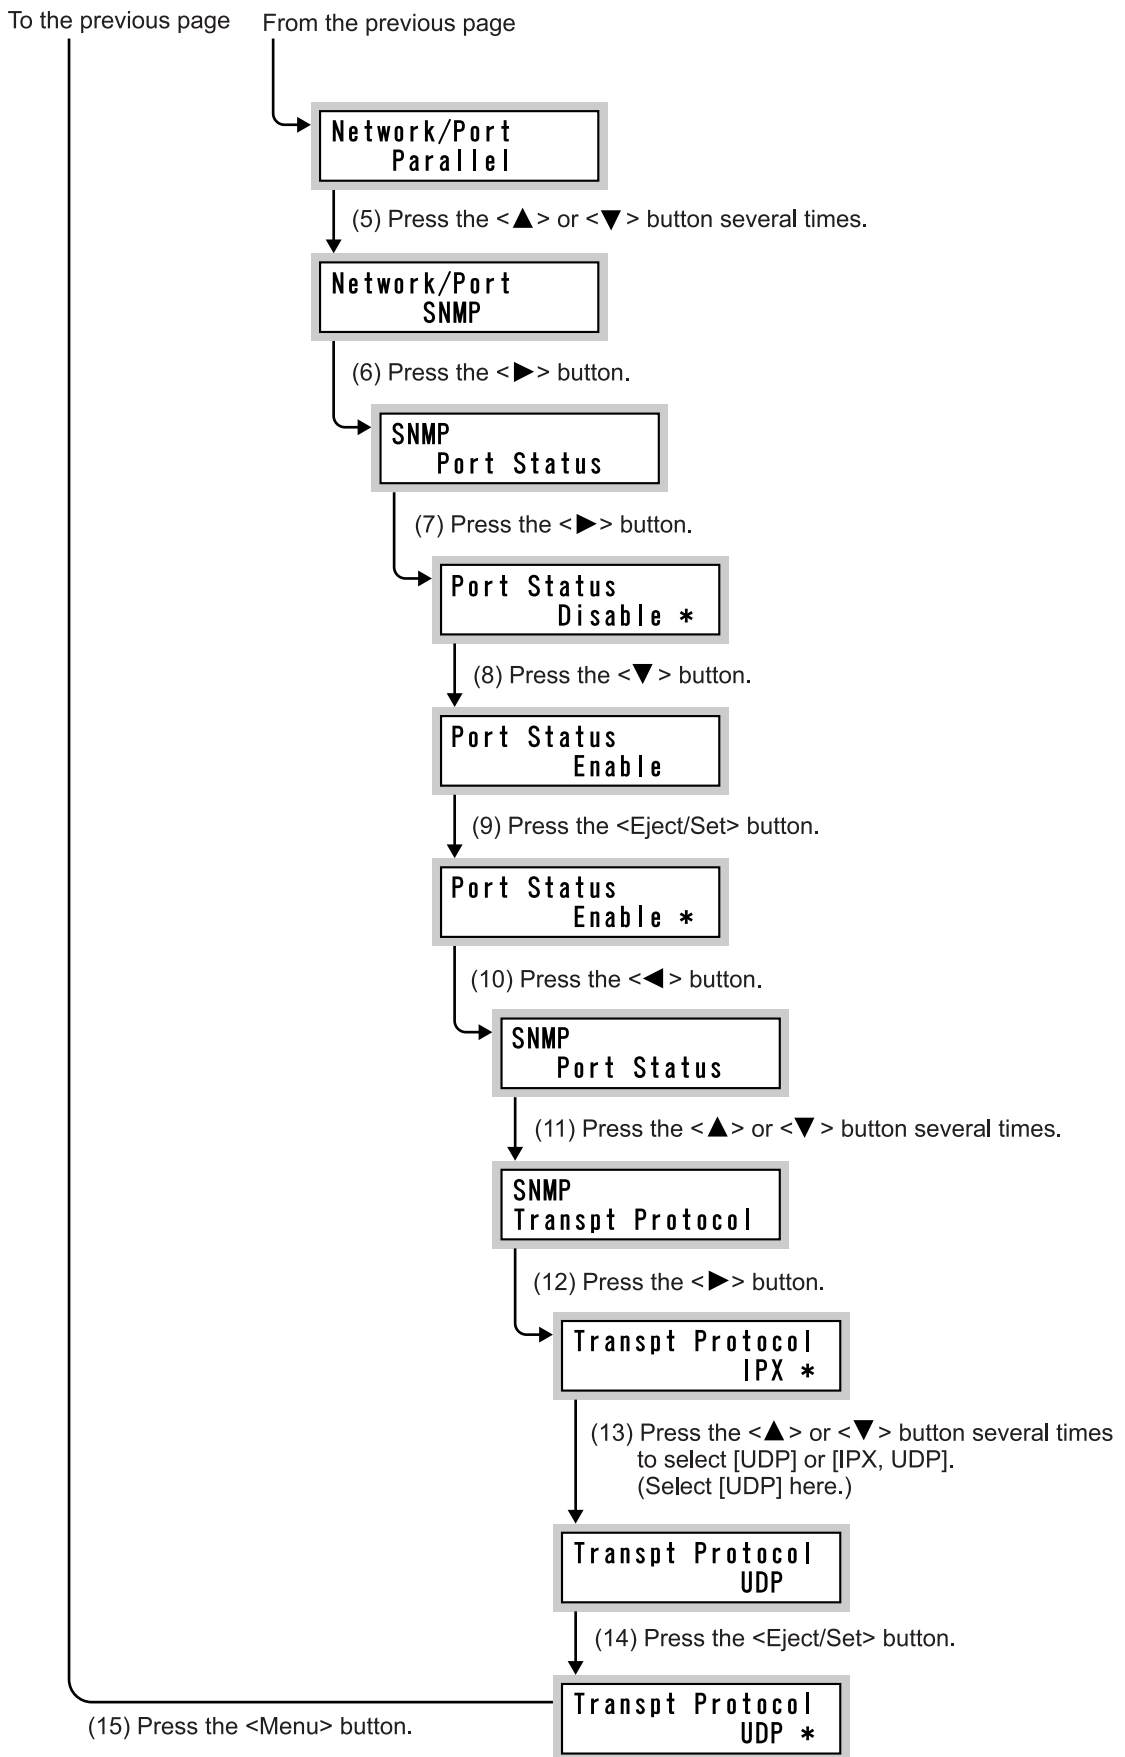 To the previous page
From the previous page
Network/Port
Parallel
(5) Press the <▲> or <▼> button several times.
Network/Port
SNMP
(6) Press the <▶> button.
SNMP
Port Status
(7) Press the <▶> button.
Port Status
Disable *
(8) Press the <▼> button.
Port Status
Enable
(9) Press the <Eject/Set> button.
Port Status
Enable *
(10) Press the <◀> button.
SNMP
Port Status
(11) Press the <▲> or <▼> button several times.
SNMP
Transpt Protocol
(12) Press the <▶> button.
Transpt Protocol
IPX *
(13) Press the <▲> or <▼> button several times
to select [UDP] or [IPX, UDP].
(Select [UDP] here.)
Transpt Protocol
UDP
(14) Press the <Eject/Set> button.
Transpt Protocol
UDP *
(15) Press the <Menu> button.